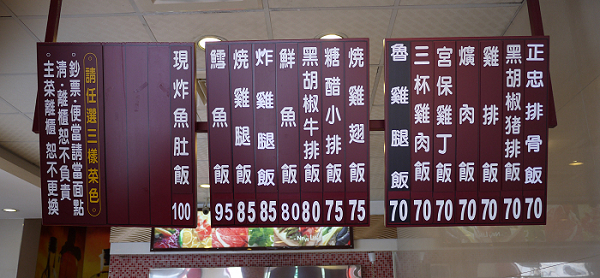 正忠排骨飯 70
黑胡椒豬排飯 70
雞排飯 70
爌肉飯 70
宮保雞丁飯 70
三杯雞肉飯 70
魯雞腿飯 70
燒雞翅飯 75
糖醋小排飯 75
黑胡椒牛排飯 80
鮮魚飯 80
炸雞腿飯 85
燒雞腿飯 85
鱈魚飯 95
現炸魚肚飯 100
請任選三樣菜色
鈔票·便當請當面點
清·離櫃恕不負責
主菜離櫃 恕不更換